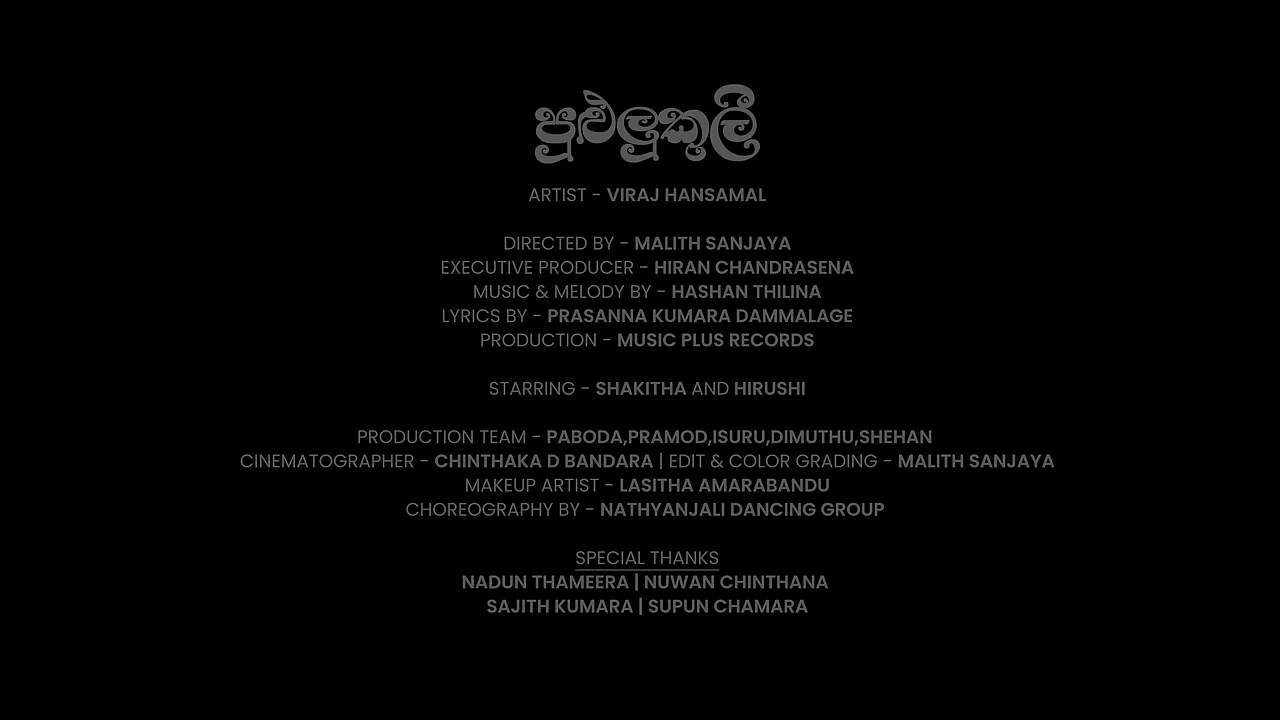 පුළුලුකුලී
ARTIST - VIRAJ HANSAMAL
DIRECTED BY - MALITH SANJAYA
EXECUTIVE PRODUCER - HIRAN CHANDRASENA
MUSIC & MELODY BY - HASHAN THILINA
LYRICS BY - PRASANNA KUMARA DAMMALAGE
PRODUCTION - MUSIC PLUS RECORDS
STARRING - SHAKITHA AND HIRUSHI
PRODUCTION TEAM - PABODA,PRAMOD,ISURU,DIMUTHU,SHEHAN
CINEMATOGRAPHER - CHINTHAKA D BANDARA | EDIT & COLOR GRADING - MALITH SANJAYA
MAKEUP ARTIST - LASITHA AMARABANDU
CHOREOGRAPHY BY - NATHYANJALI DANCING GROUP
SPECIAL THANKS
NADUN THAMEERA | NUWAN CHINTHANA
SAJITH KUMARA | SUPUN CHAMARA